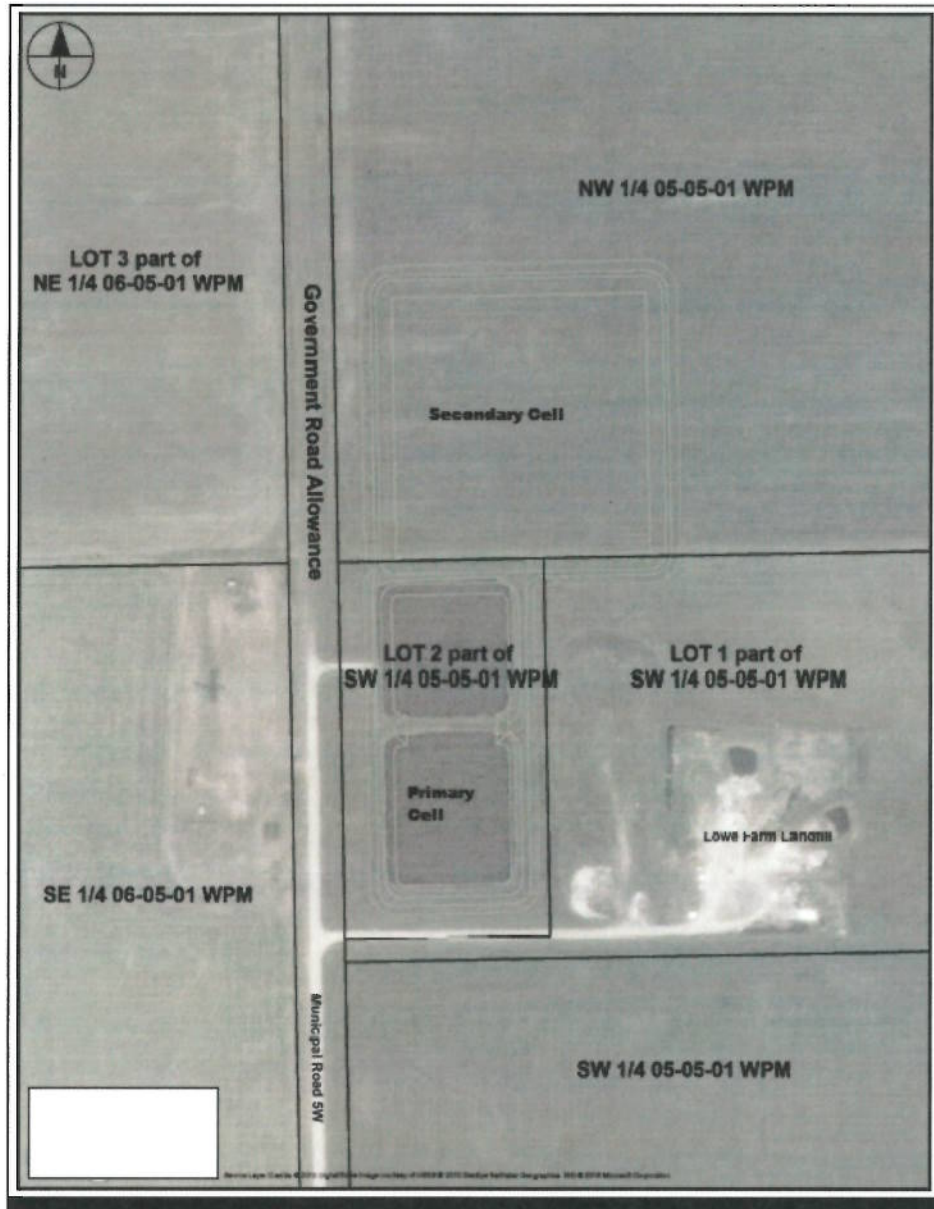 N
NW 1/4 05-05-01 WPM
LOT 3 part of
NE 1/4 06-05-01 WPM
Government Road Allowance
Secondary Cell
LOT 2 part of
SW 1/4 05-05-01 WPM
LOT 1 part of
SW 1/4 05-05-01 WPM
Primary
Cell
Lowe Farm Landfill
SE 1/4 06-05-01 WPM
Municipal Road 5W
SW 1/4 05-05-01 WPM